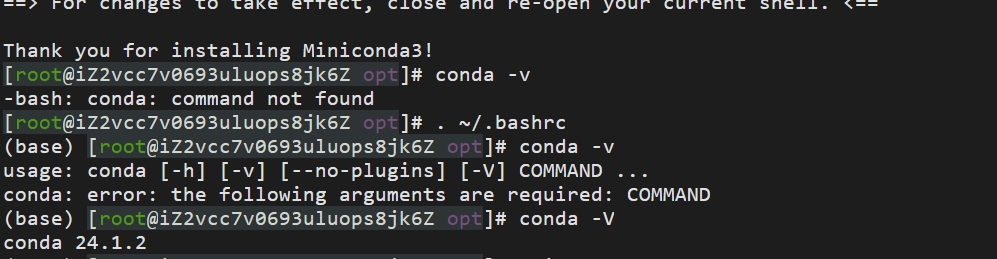 ==> For changes to take effect, close and re-open your current shell. <==
Thank you for installing Miniconda3!
[root@iZ2vcc7v0693uluops8jk6Z opt]# conda -v
-bash: conda: command not found
[root@iZ2vcc7v0693uluops8jk6Z opt]# . ~/.bashrc
(base) [root@iZ2vcc7v0693uluops8jk6Z opt]# conda -v
usage: conda [-h] [-v] [--no-plugins] [-V] COMMAND ...
conda: error: the following arguments are required: COMMAND
(base) [root@iZ2vcc7v0693uluops8jk6Z opt]# conda -V
conda 24.1.2